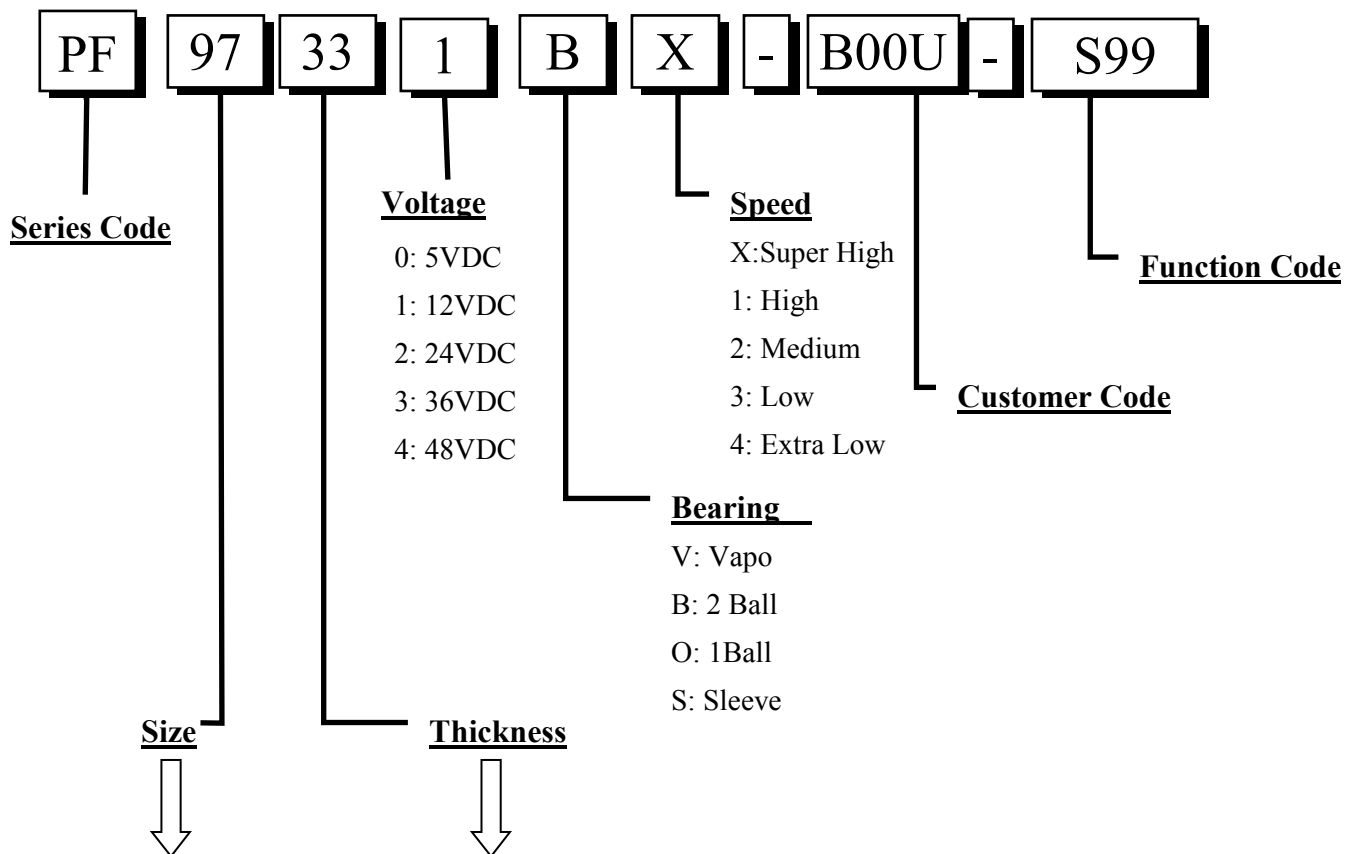 PF 97 33 1 B X - B00U - S99
Series Code
Voltage
0: 5VDC
1: 12VDC
2: 24VDC
3: 36VDC
4: 48VDC
Speed
X:Super High
1: High
2: Medium
3: Low
4: Extra Low
Function Code
Customer Code
Bearing
V: Vapo
B: 2 Ball
O: 1Ball
S: Sleeve
Size
Thickness